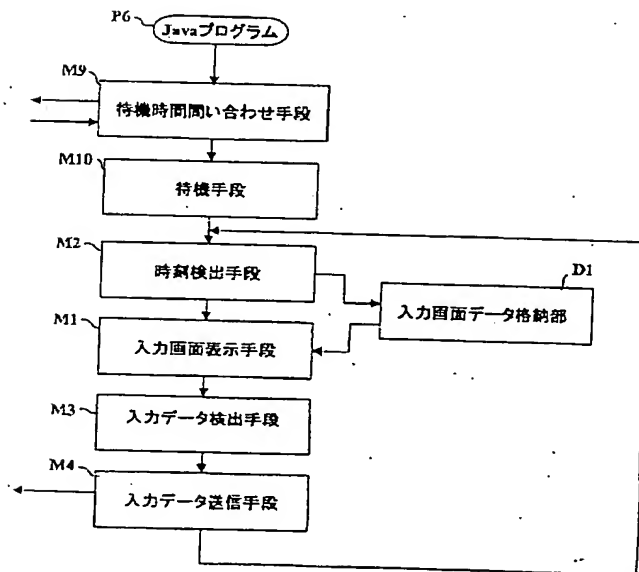 P6
Javaプログラム
M9
待機時間問い合わせ手段
M10
待機手段
M2
時刻検出手段
D1
入力画面データ格納部
M1
入力画面表示手段
M3
入力データ検出手段
M4
入力データ送信手段